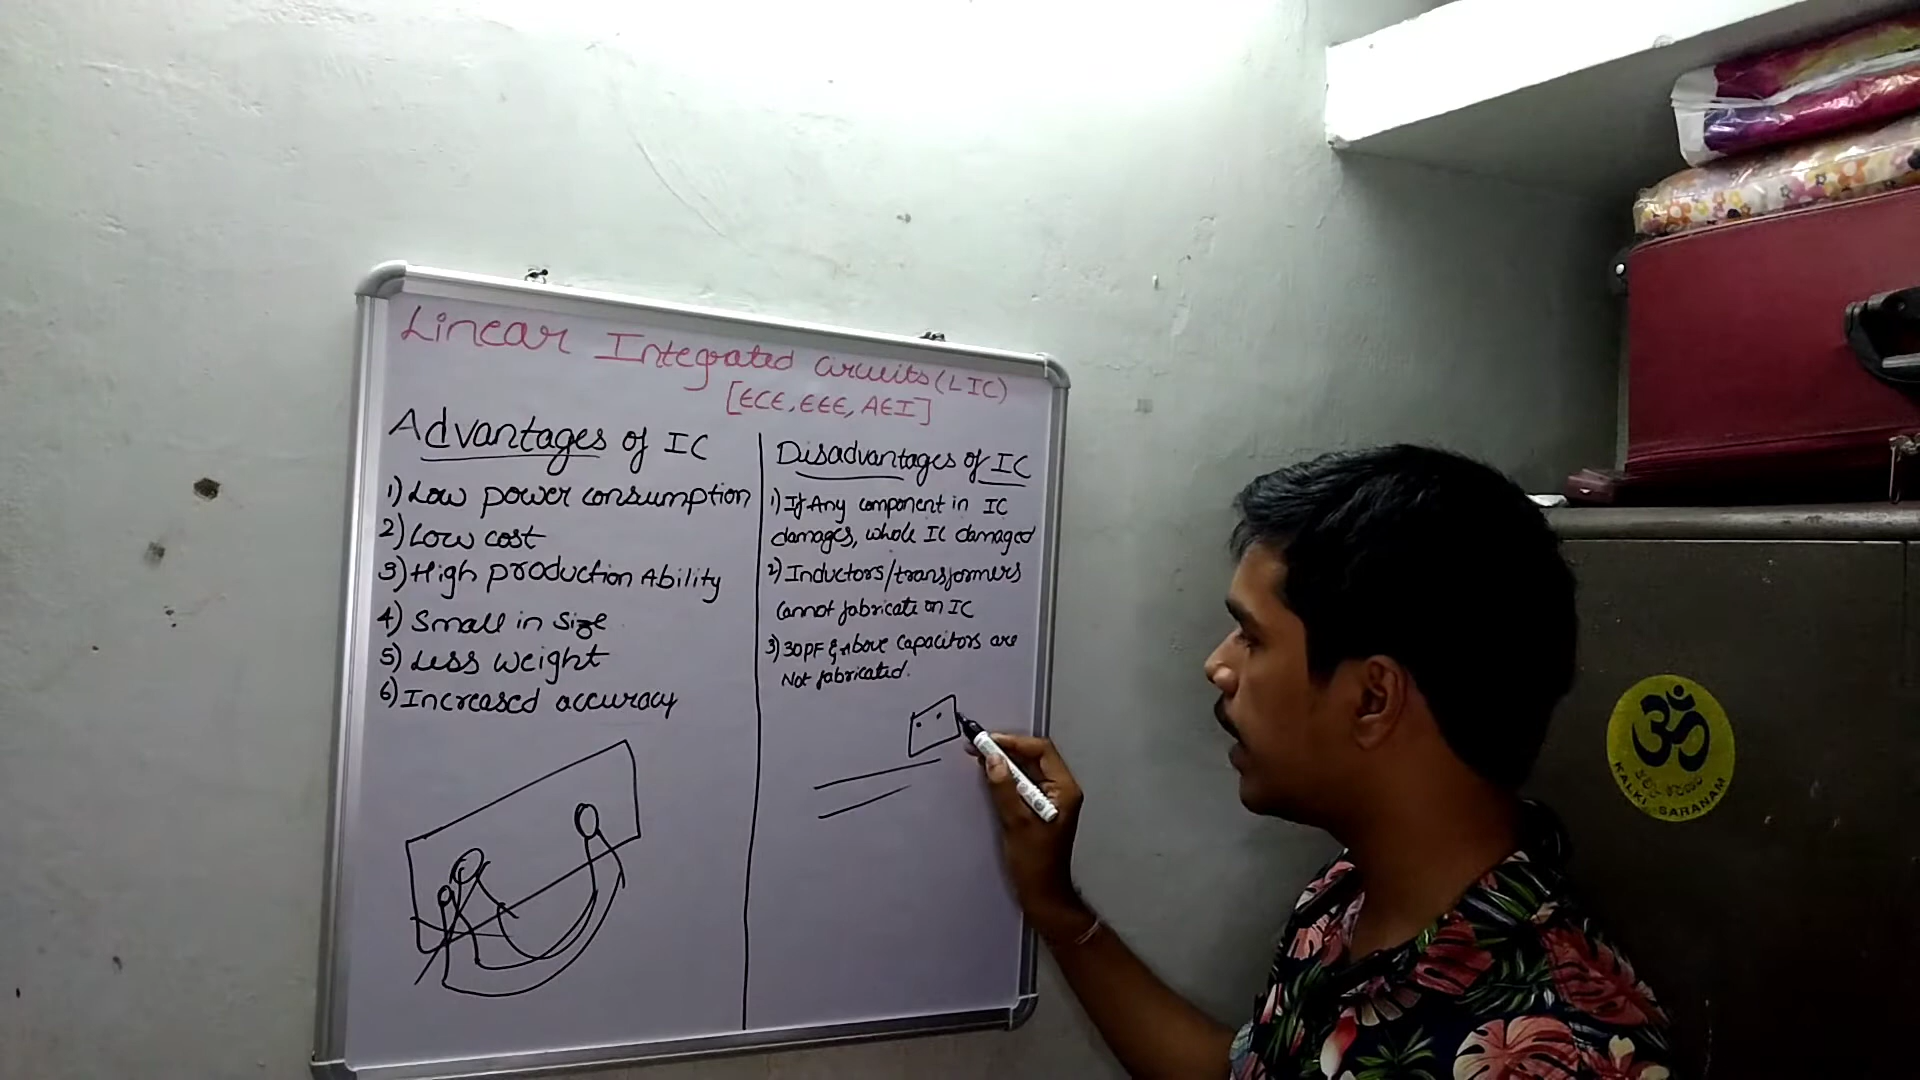 Linear Integrated Circuits (LIC)
[ECE, EEE, AEI]
Advantages of IC
1) Low power consumption
2) Low cost
3) High production Ability
4) Small in Size
5) Less weight
6) Increased accuracy
Disadvantages of IC
1) If Any component in IC
damages, whole IC damaged
2) Inductors/transformers
Cannot fabricate on IC
3) 30PF & Above Capacitors are
Not fabricated.
ॐ
KALKI SARANAM